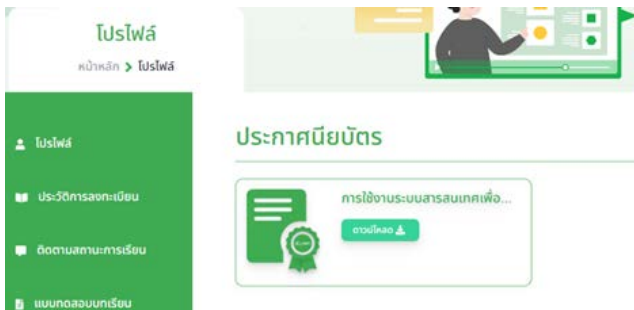 โปรไฟล์
หน้าหลัก > โปรไฟล์
โปรไฟล์
ประวัติการลงทะเบียน
ติดตามสถานะการเรียน
แบบทดสอบบทเรียน
ประกาศนียบัตร
การใช้งานระบบสารสนเทศเพื่อ...
ดาวน์โหลด